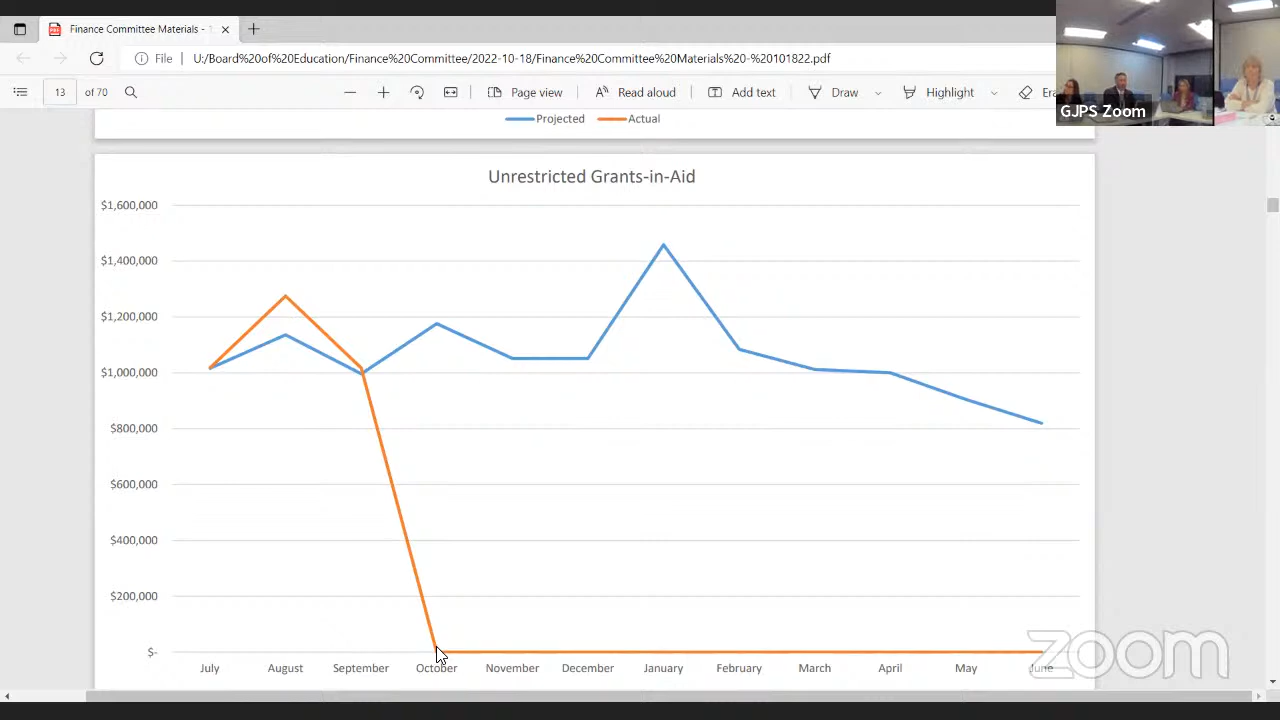 Finance Committee Materials - 1
File U:/Board%20of%20Education/Finance%20Committee/2022-10-18/Finance%20Committee%20Materials%20-%20101822.pdf
13 of 70 Page view Read aloud Add text Draw Highlight Era
GJPS Zoom
Projected Actual
Unrestricted Grants-in-Aid
$1,600,000
$1,400,000
$1,200,000
$1,000,000
$800,000
$600,000
$400,000
$200,000
$-
July August September October November December January February March April May June
zoom